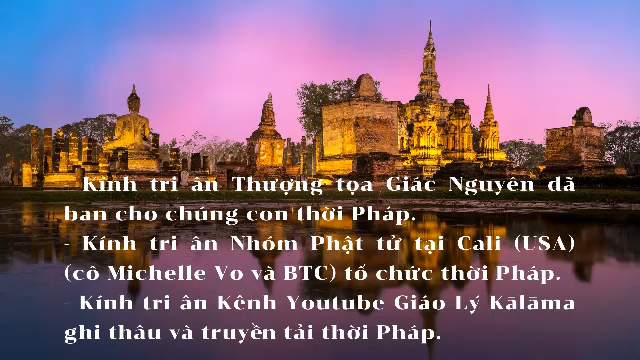 - Kính tri ân Thượng tọa Giác Nguyên đã
ban cho chúng con thời Pháp.
- Kính tri ân Nhóm Phật tử tại Cali (USA)
(cô Michelle Vo và BTC) tổ chức thời Pháp.
- Kính tri ân Kênh Youtube Giáo Lý Kālāma
ghi thâu và truyền tải thời Pháp.